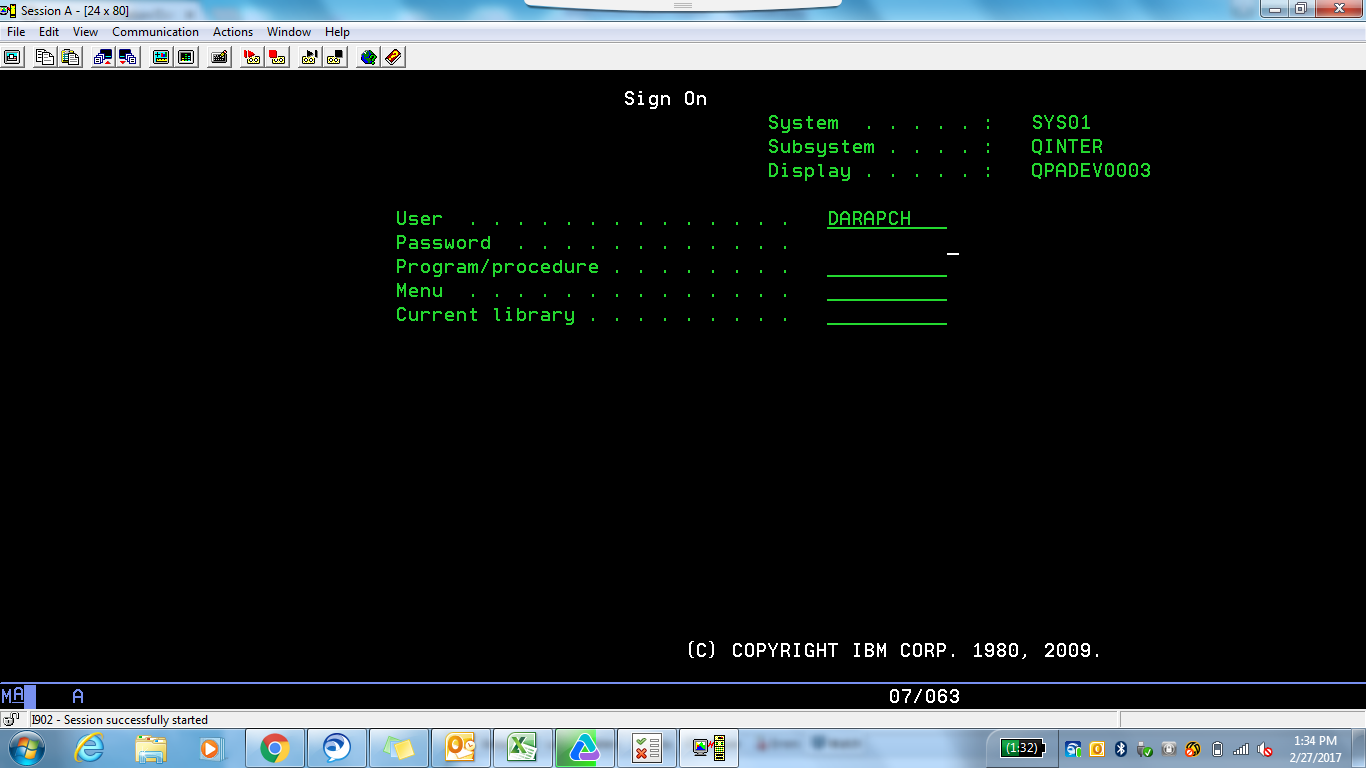 Session A - [24 x 80]
File Edit View Communication Actions Window Help
Sign On
System . . . . . : SYS01
Subsystem . . . . : QINTER
Display . . . . . : QPADEV0003
User . . . . . . . . . . . . . . DARAPCH
Password . . . . . . . . . . . .
Program/procedure . . . . . . . .
Menu . . . . . . . . . . . . . .
Current library . . . . . . . . .
(C) COPYRIGHT IBM CORP. 1980, 2009.
MA A 07/063
I902 - Session successfully started
(1:32)
1:34 PM
2/27/2017